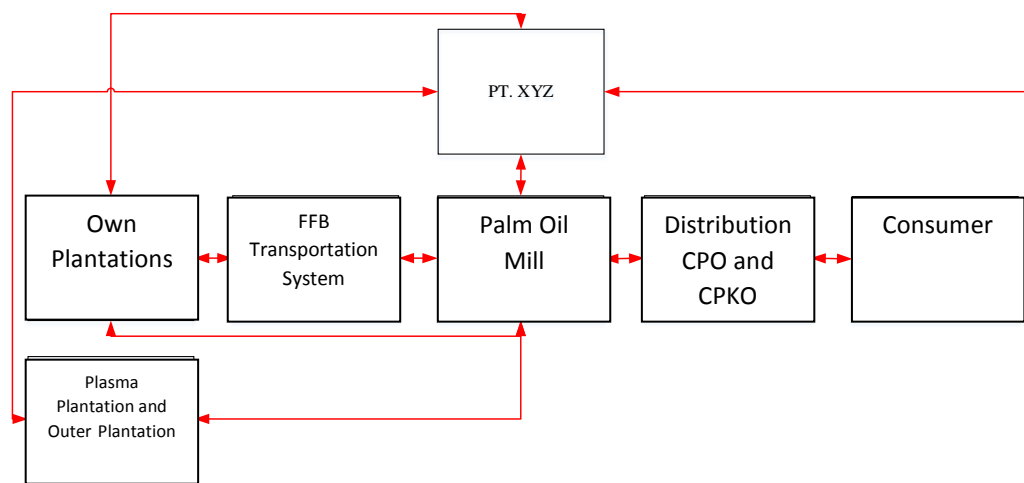 PT. XYZ
Own
Plantations
FFB
Transportation
System
Palm Oil
Mill
Distribution
CPO and
CPKO
Consumer
Plasma
Plantation and
Outer Plantation